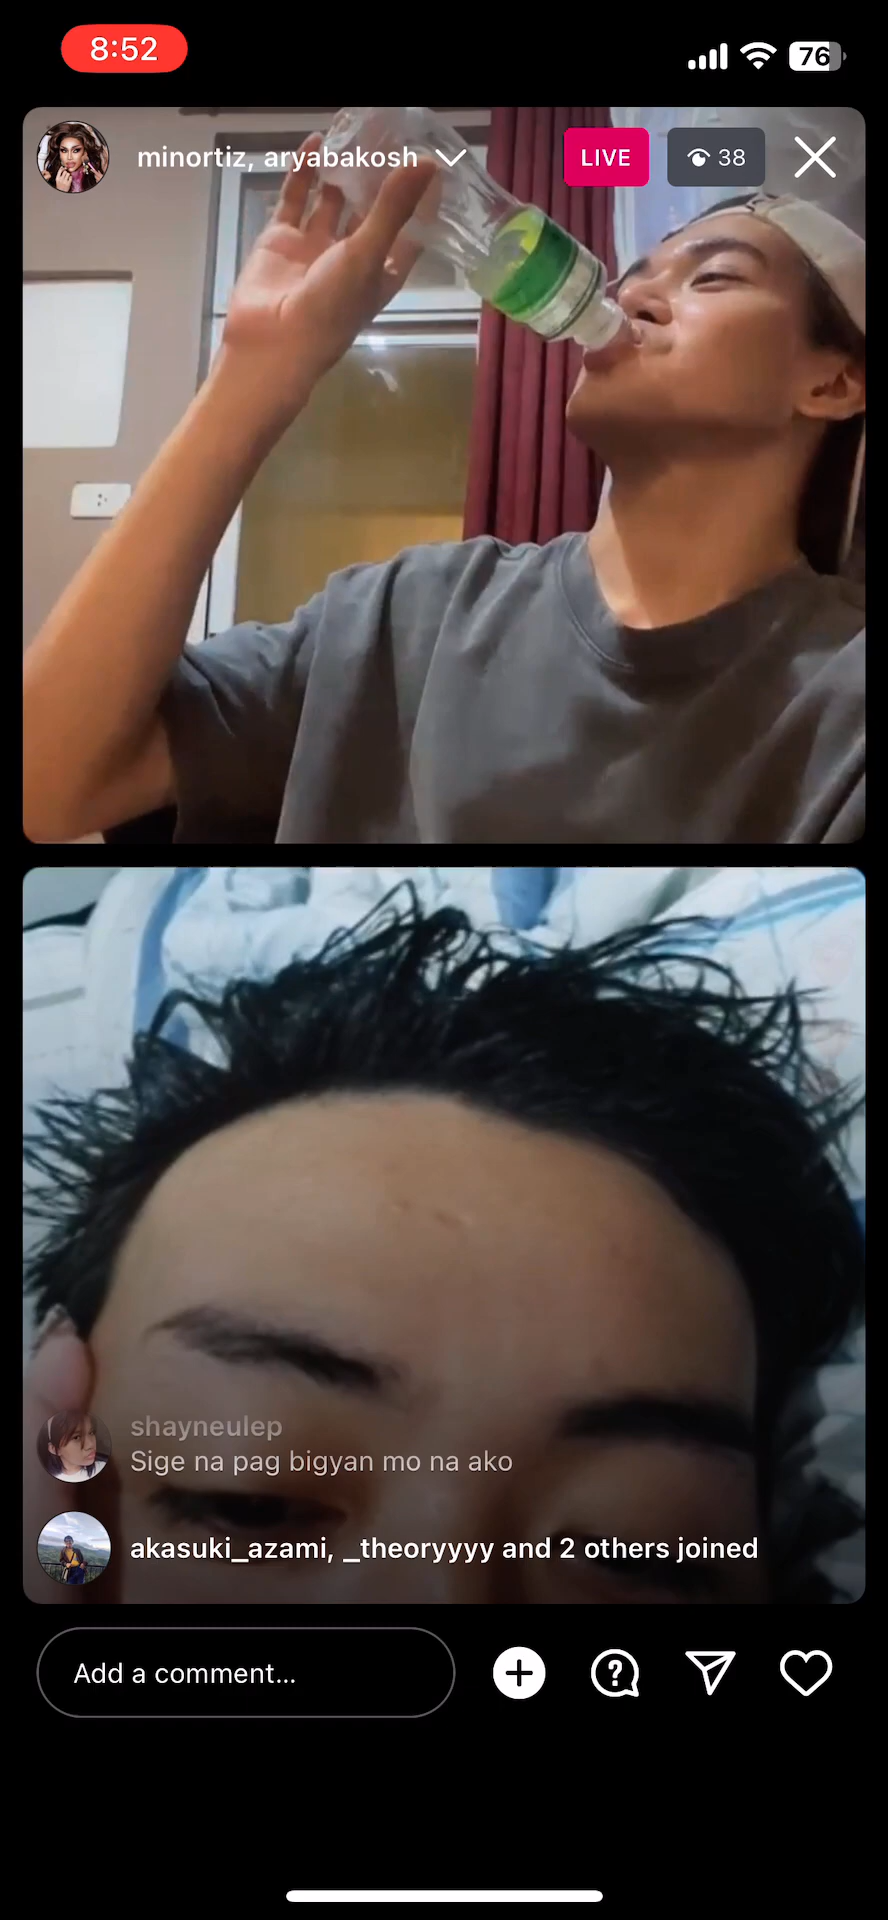 8:52
76
minortiz, aryabakosh
LIVE
38
shayneulep
Sige na pag bigyan mo na ako
akasuki_azami, _theoryyyy and 2 others joined
Add a comment...